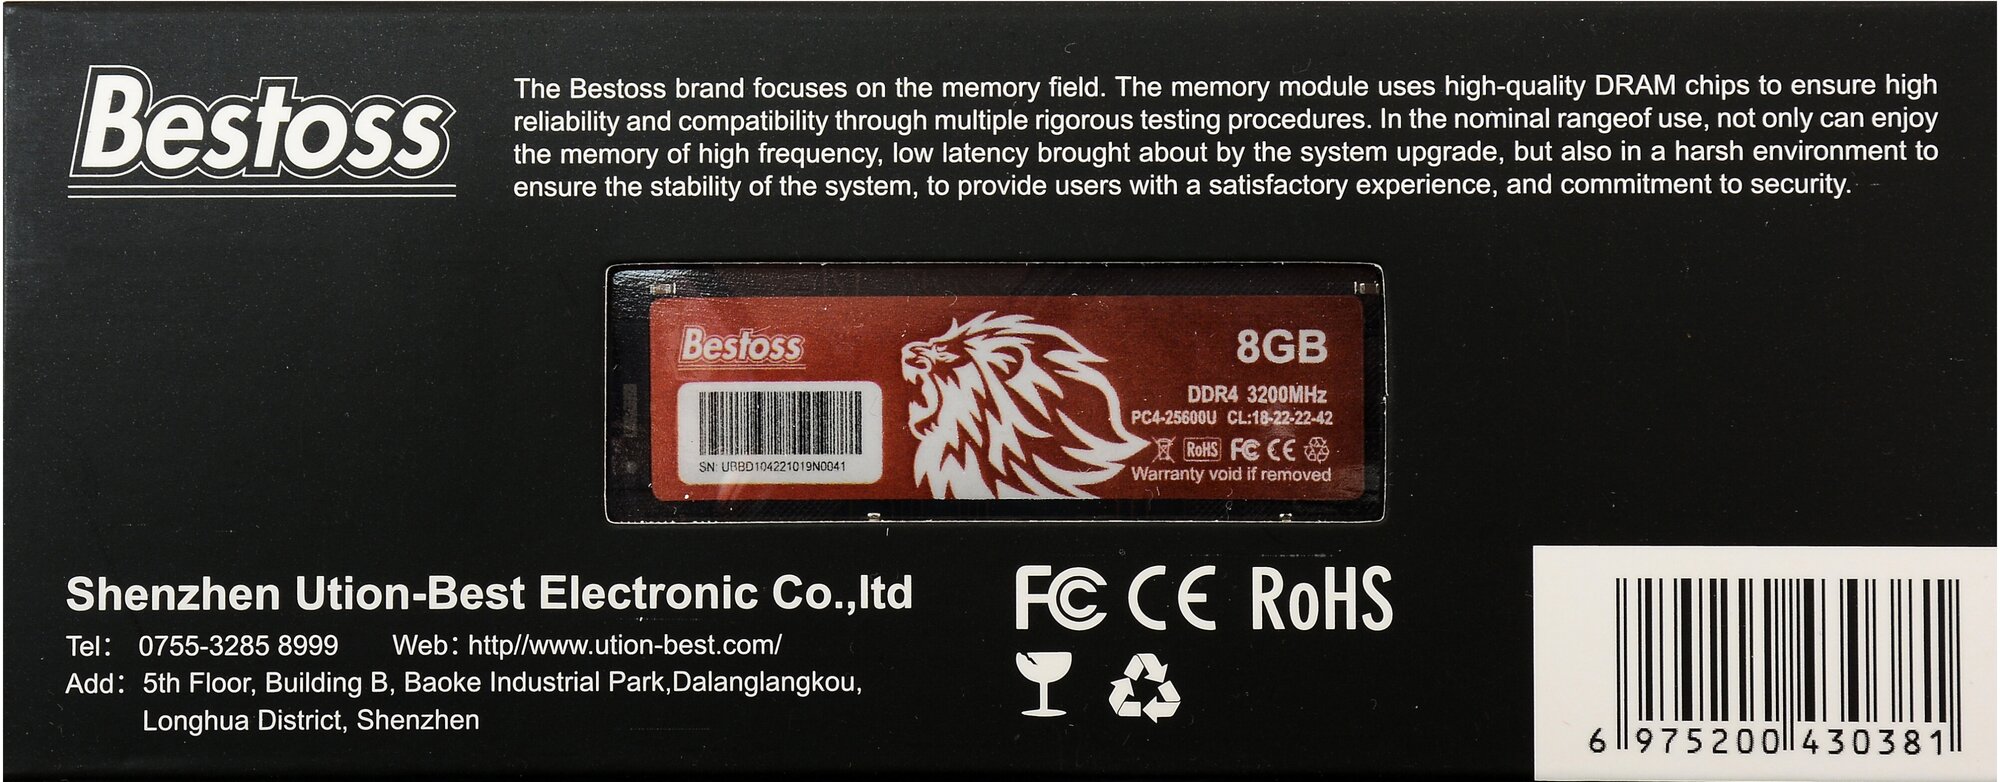 Bestoss
The Bestoss brand focuses on the memory field. The memory module uses high-quality DRAM chips to ensure high
reliability and compatibility through multiple rigorous testing procedures. In the nominal rangeof use, not only can enjoy
the memory of high frequency, low latency brought about by the system upgrade, but also in a harsh environment to
ensure the stability of the system, to provide users with a satisfactory experience, and commitment to security.
Bestoss
8GB
DDR4 3200MHz
PC4-25600U CL:18-22-22-42
RoHS FC CE
Warranty void if removed
SN: UBBD104221019N0041
Shenzhen Ution-Best Electronic Co.,ltd
Tel: 0755-3285 8999 Web: http//www.ution-best.com/
Add: 5th Floor, Building B, Baoke Industrial Park,Dalanglangkou,
Longhua District, Shenzhen
FC CE RoHS
6 975200 430381